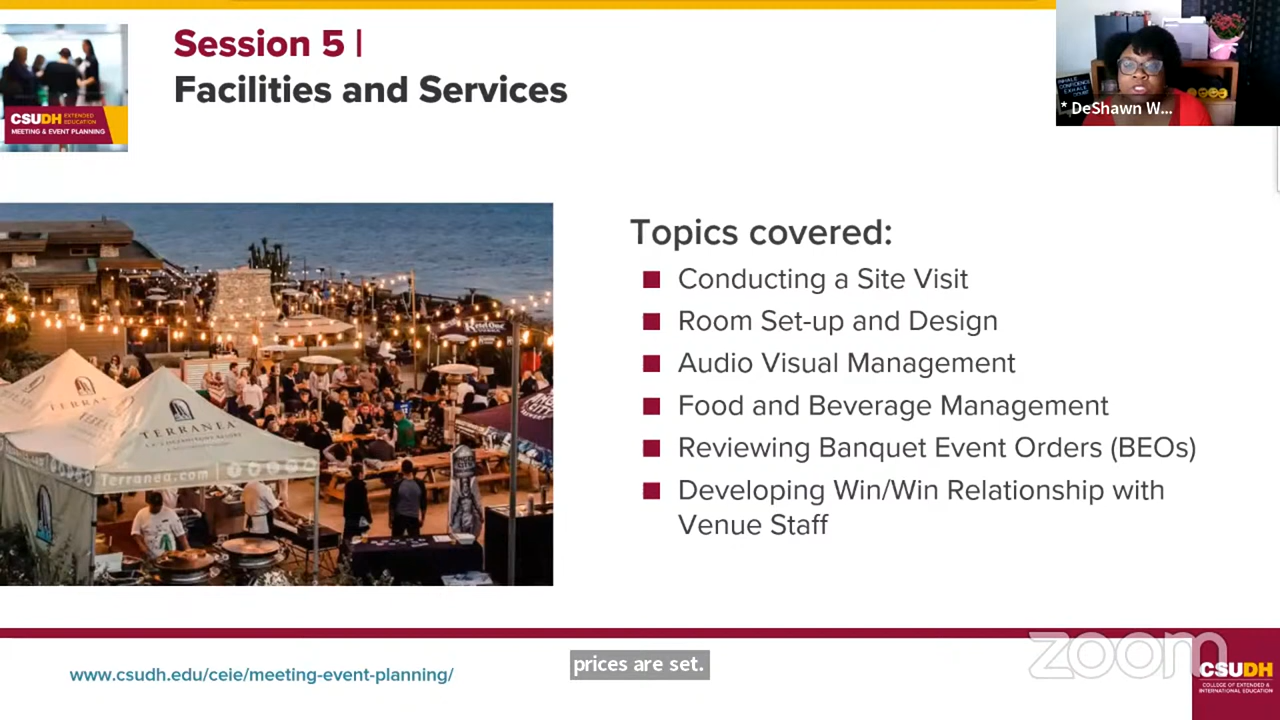 Session 5 |
Facilities and Services
CSUDH EXTENDED EDUCATION
MEETING & EVENT PLANNING
* DeShawn W...
Topics covered:
Conducting a Site Visit
Room Set-up and Design
Audio Visual Management
Food and Beverage Management
Reviewing Banquet Event Orders (BEOs)
Developing Win/Win Relationship with
Venue Staff
TERRANEA
TERRANEA
Terranea.com
prices are set.
www.csudh.edu/ceie/meeting-event-planning/
zoom
CSUDH
COLLEGE OF EXTENDED &
INTERNATIONAL EDUCATION